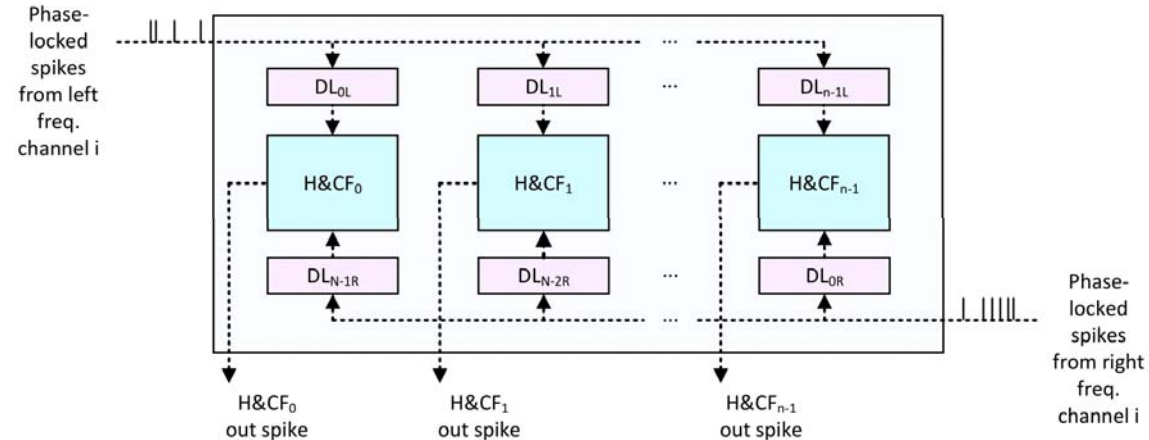 Phase-
locked
spikes
from left
freq.
channel i
...
DL0L
DL1L
...
DLn-1L
H&CF0
H&CF1
...
H&CFn-1
DLN-1R
DLN-2R
...
DL0R
...
Phase-
locked
spikes
from right
freq.
channel i
H&CF0
out spike
H&CF1
out spike
H&CFn-1
out spike